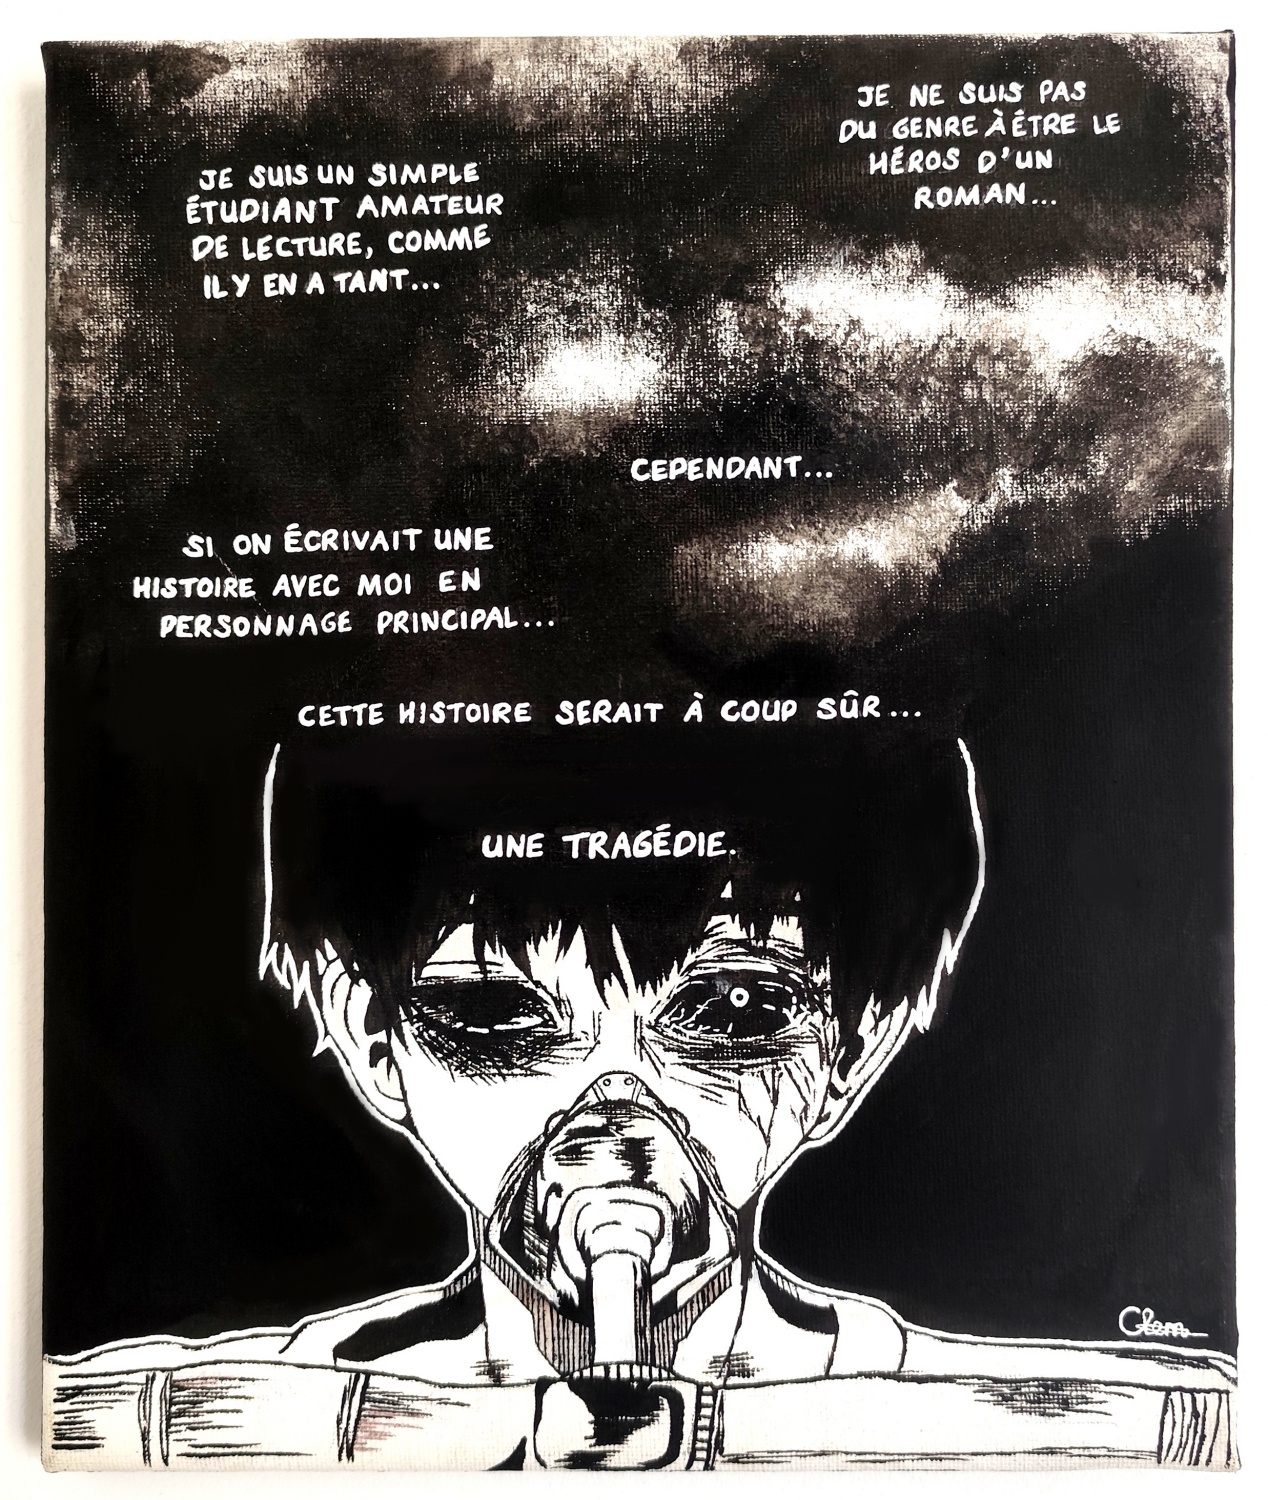 JE NE SUIS PAS
DU GENRE À ÊTRE LE
HÉROS D'UN
ROMAN...
JE SUIS UN SIMPLE
ÉTUDIANT AMATEUR
DE LECTURE, COMME
IL Y EN A TANT...
CEPENDANT...
SI ON ÉCRIVAIT UNE
HISTOIRE AVEC MOI EN
PERSONNAGE PRINCIPAL...
CETTE HISTOIRE SERAIT À COUP SÛR...
UNE TRAGÉDIE.